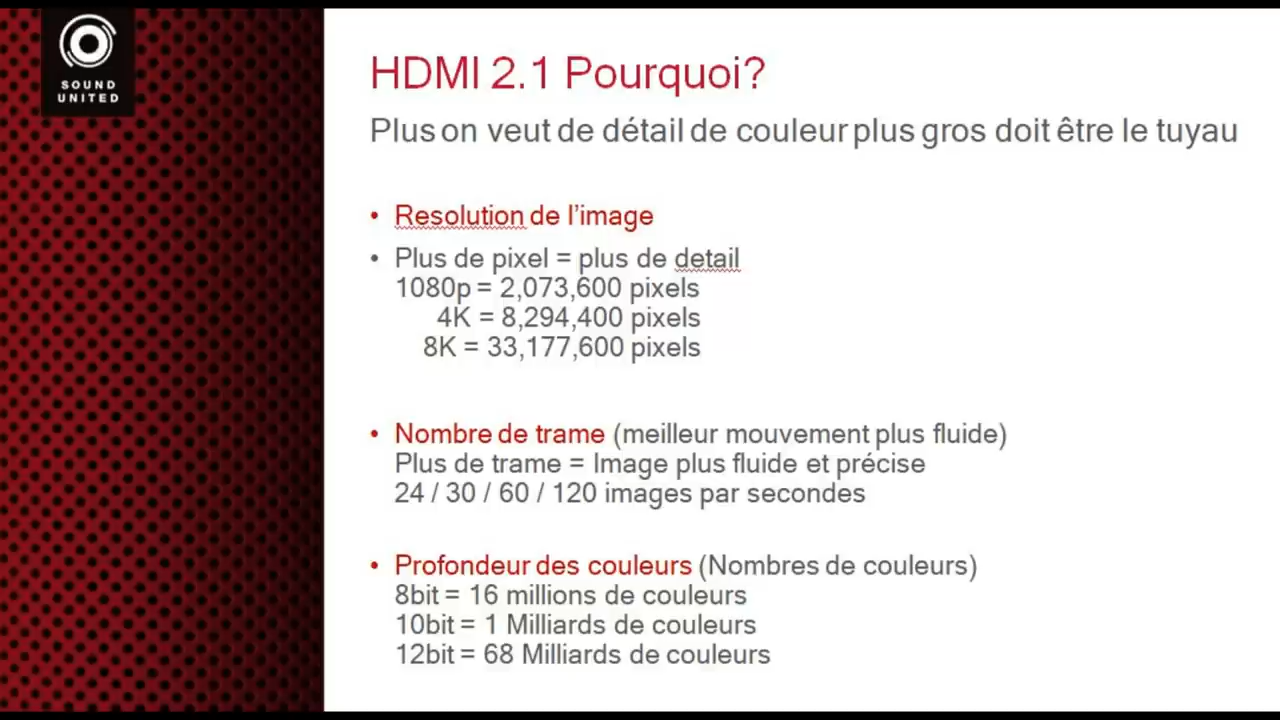 SOUND
UNITED
HDMI 2.1 Pourquoi?
Plus on veut de détail de couleur plus gros doit être le tuyau
• Resolution de l'image
• Plus de pixel = plus de detail
1080p = 2,073,600 pixels
4K = 8,294,400 pixels
8K = 33,177,600 pixels
• Nombre de trame (meilleur mouvement plus fluide)
Plus de trame = Image plus fluide et précise
24 / 30 / 60 / 120 images par secondes
• Profondeur des couleurs (Nombres de couleurs)
8bit = 16 millions de couleurs
10bit = 1 Milliards de couleurs
12bit = 68 Milliards de couleurs